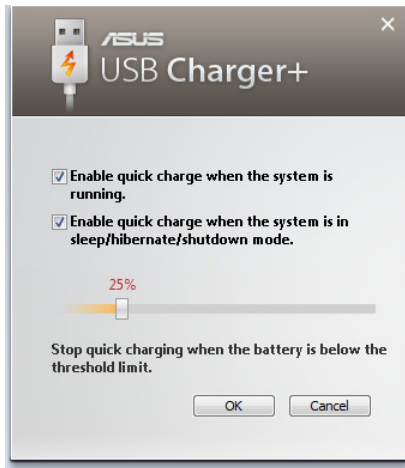 ASUS
USB Charger+
Enable quick charge when the system is
running.
Enable quick charge when the system is in
sleep/hibernate/shutdown mode.
25%
Stop quick charging when the battery is below the
threshold limit.
OK Cancel